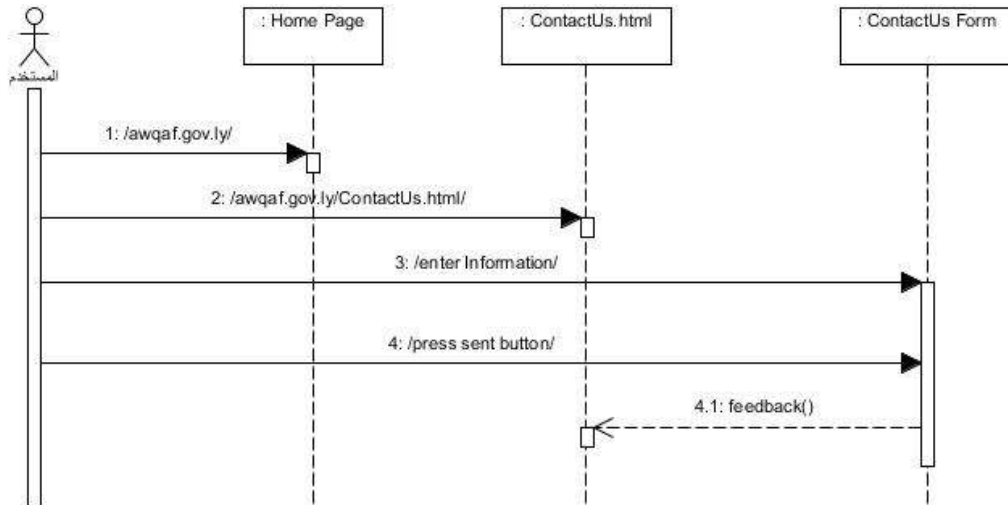 : Home Page
: ContactUs.html
: ContactUs Form
المستخدم
1: /awqaf.gov.ly/
2: /awqaf.gov.ly/ContactUs.html/
3: /enter Information/
4: /press sent button/
4.1: feedback()